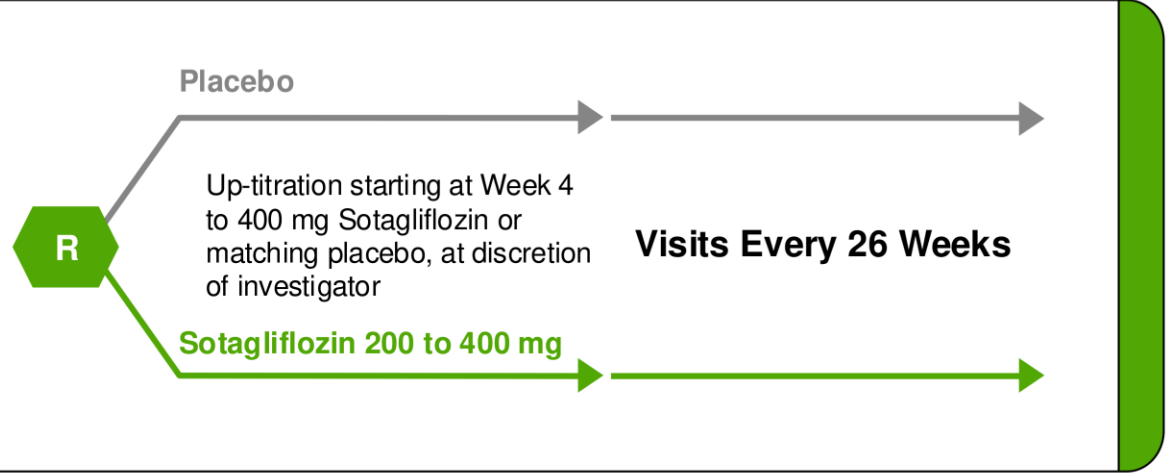 Placebo
Up-titration starting at Week 4
to 400 mg Sotagliflozin or
matching placebo, at discretion
of investigator
R
Visits Every 26 Weeks
Sotagliflozin 200 to 400 mg